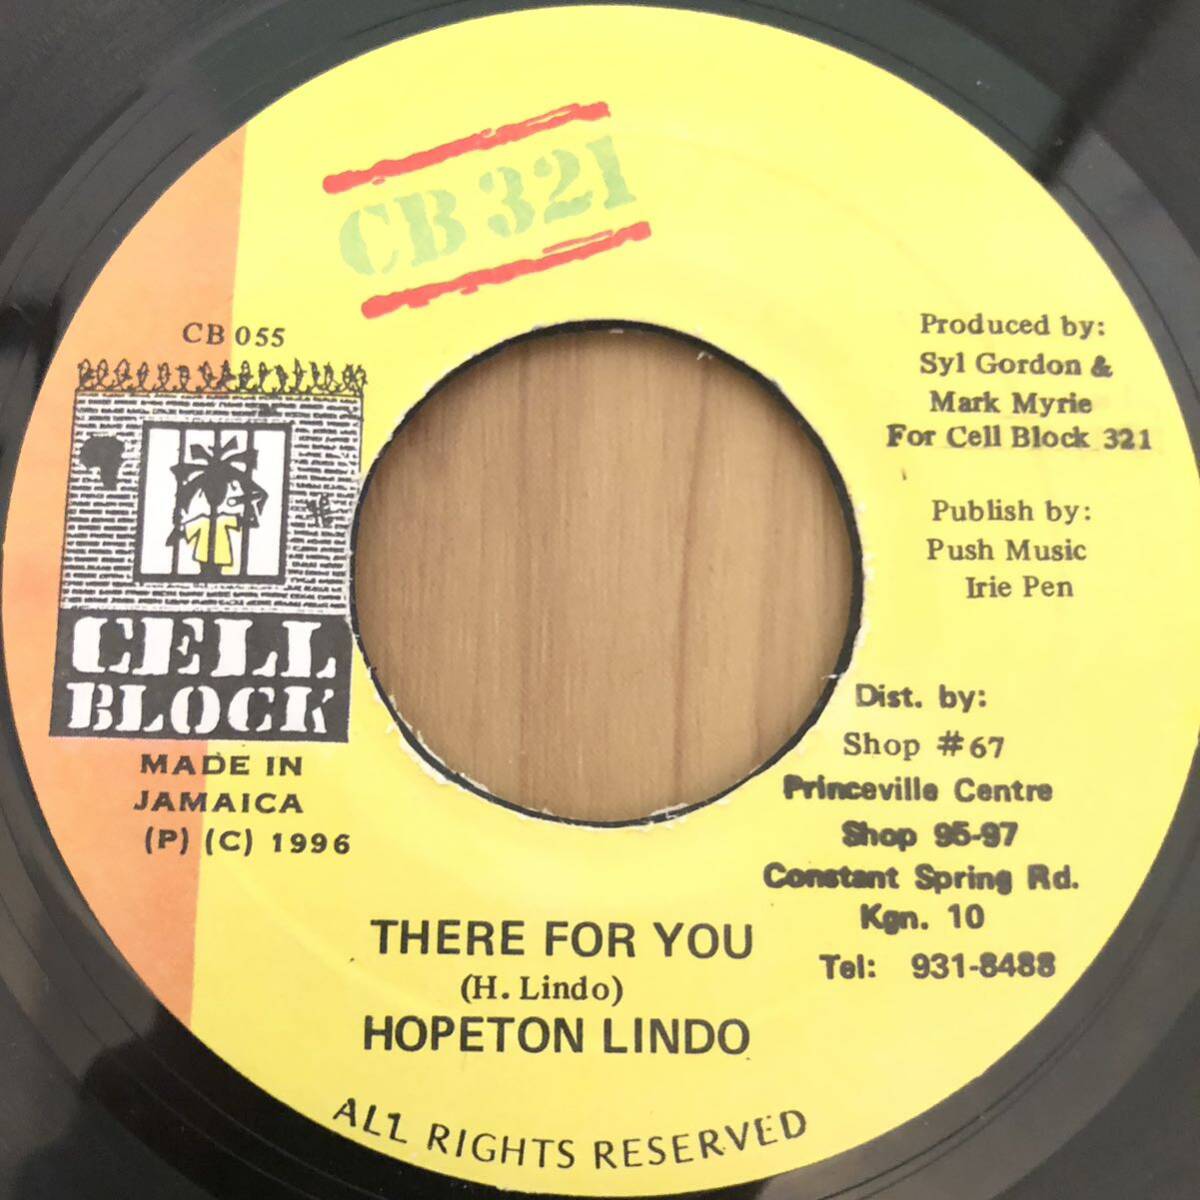 CB 321
CB 055
CELL
BLOCK
MADE IN
JAMAICA
(P) (C) 1996
Produced by:
Syl Gordon &
Mark Myrie
For Cell Block 321
Publish by:
Push Music
Irie Pen
Dist. by:
Shop #67
Princeville Centre
Shop 95-97
Constant Spring Rd.
Kgn. 10
Tel: 931-8488
THERE FOR YOU
(H. Lindo)
HOPETON LINDO
ALL RIGHTS RESERVED